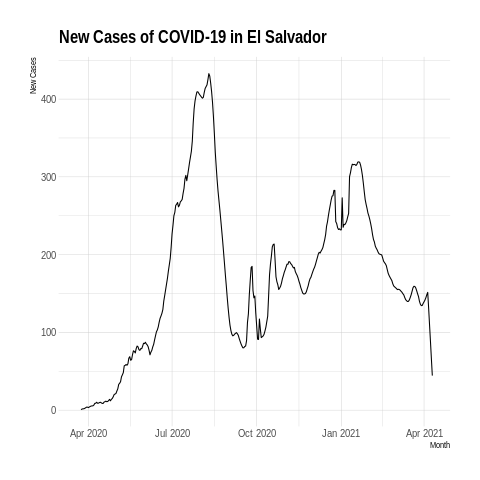 New Cases of COVID-19 in El Salvador
New Cases
400
300
200
100
0
Apr 2020 Jul 2020 Oct 2020 Jan 2021 Apr 2021
Month